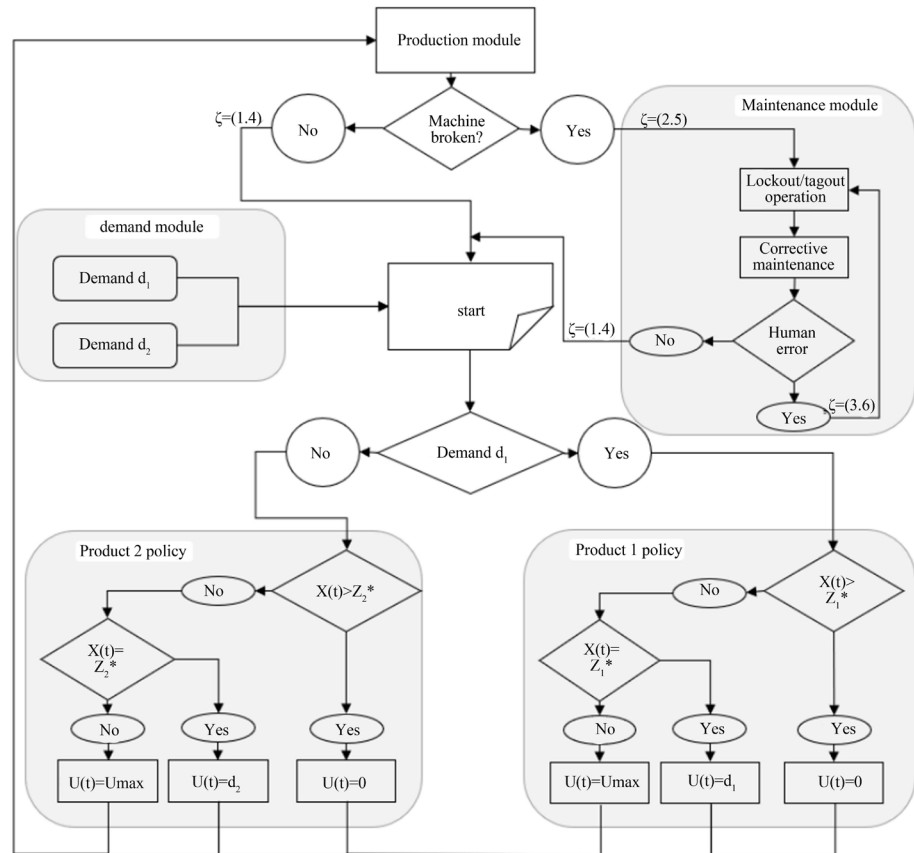 Production module
ζ=(1.4)
No
Machine
broken?
Yes
ζ=(2.5)
Maintenance module
Lockout/tagout
operation
Corrective
maintenance
Human
error
No
ζ=(1.4)
Yes
ζ=(3.6)
demand module
Demand d₁
Demand d₂
start
No
Demand d₁
Yes
Product 2 policy
X(t)>Z₂*
No
X(t)=
Z₂*
No
Yes
Yes
U(t)=Umax
U(t)=d₂
U(t)=0
Product 1 policy
X(t)>
Z₁*
No
X(t)=
Z₁*
No
Yes
Yes
U(t)=Umax
U(t)=d₁
U(t)=0